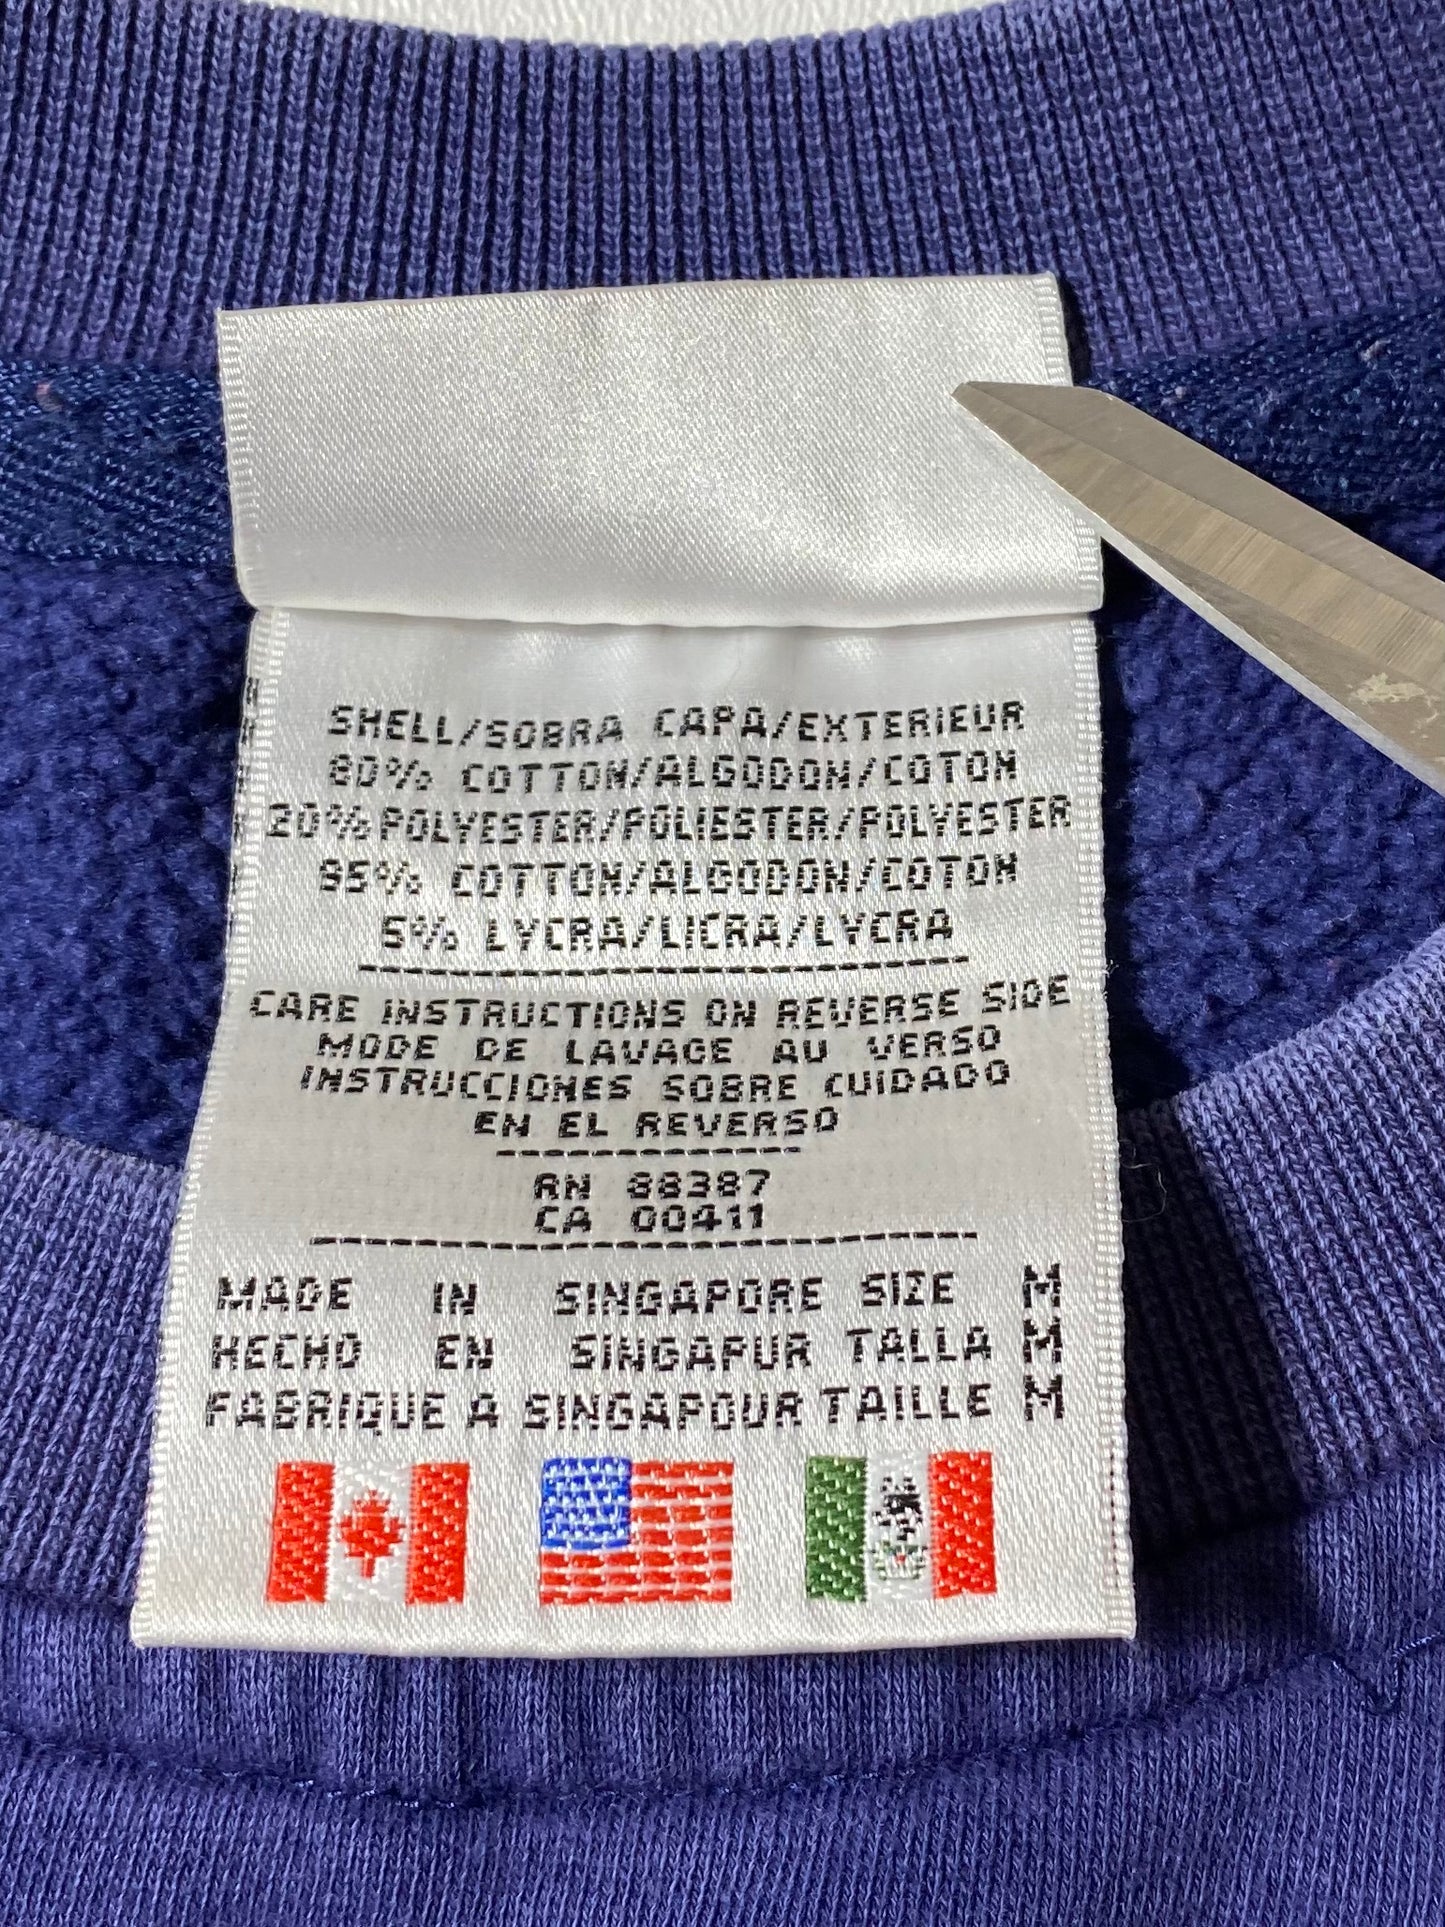 SHELL/SOBRA CAPA/EXTERIEUR
80% COTTON/ALGODON/COTON
20% POLYESTER/POLIESTER/POLYESTER
95% COTTON/ALGODON/COTON
5% LYCRA/LICRA/LYCRA
CARE INSTRUCTIONS ON REVERSE SIDE
MODE DE LAVAGE AU VERSO
INSTRUCCIONES SOBRE CUIDADO
EN EL REVERSO
RN 88387
CA 00411
MADE IN SINGAPORE SIZE M
HECHO EN SINGAPUR TALLA M
FABRIQUE A SINGAPOUR TAILLE M